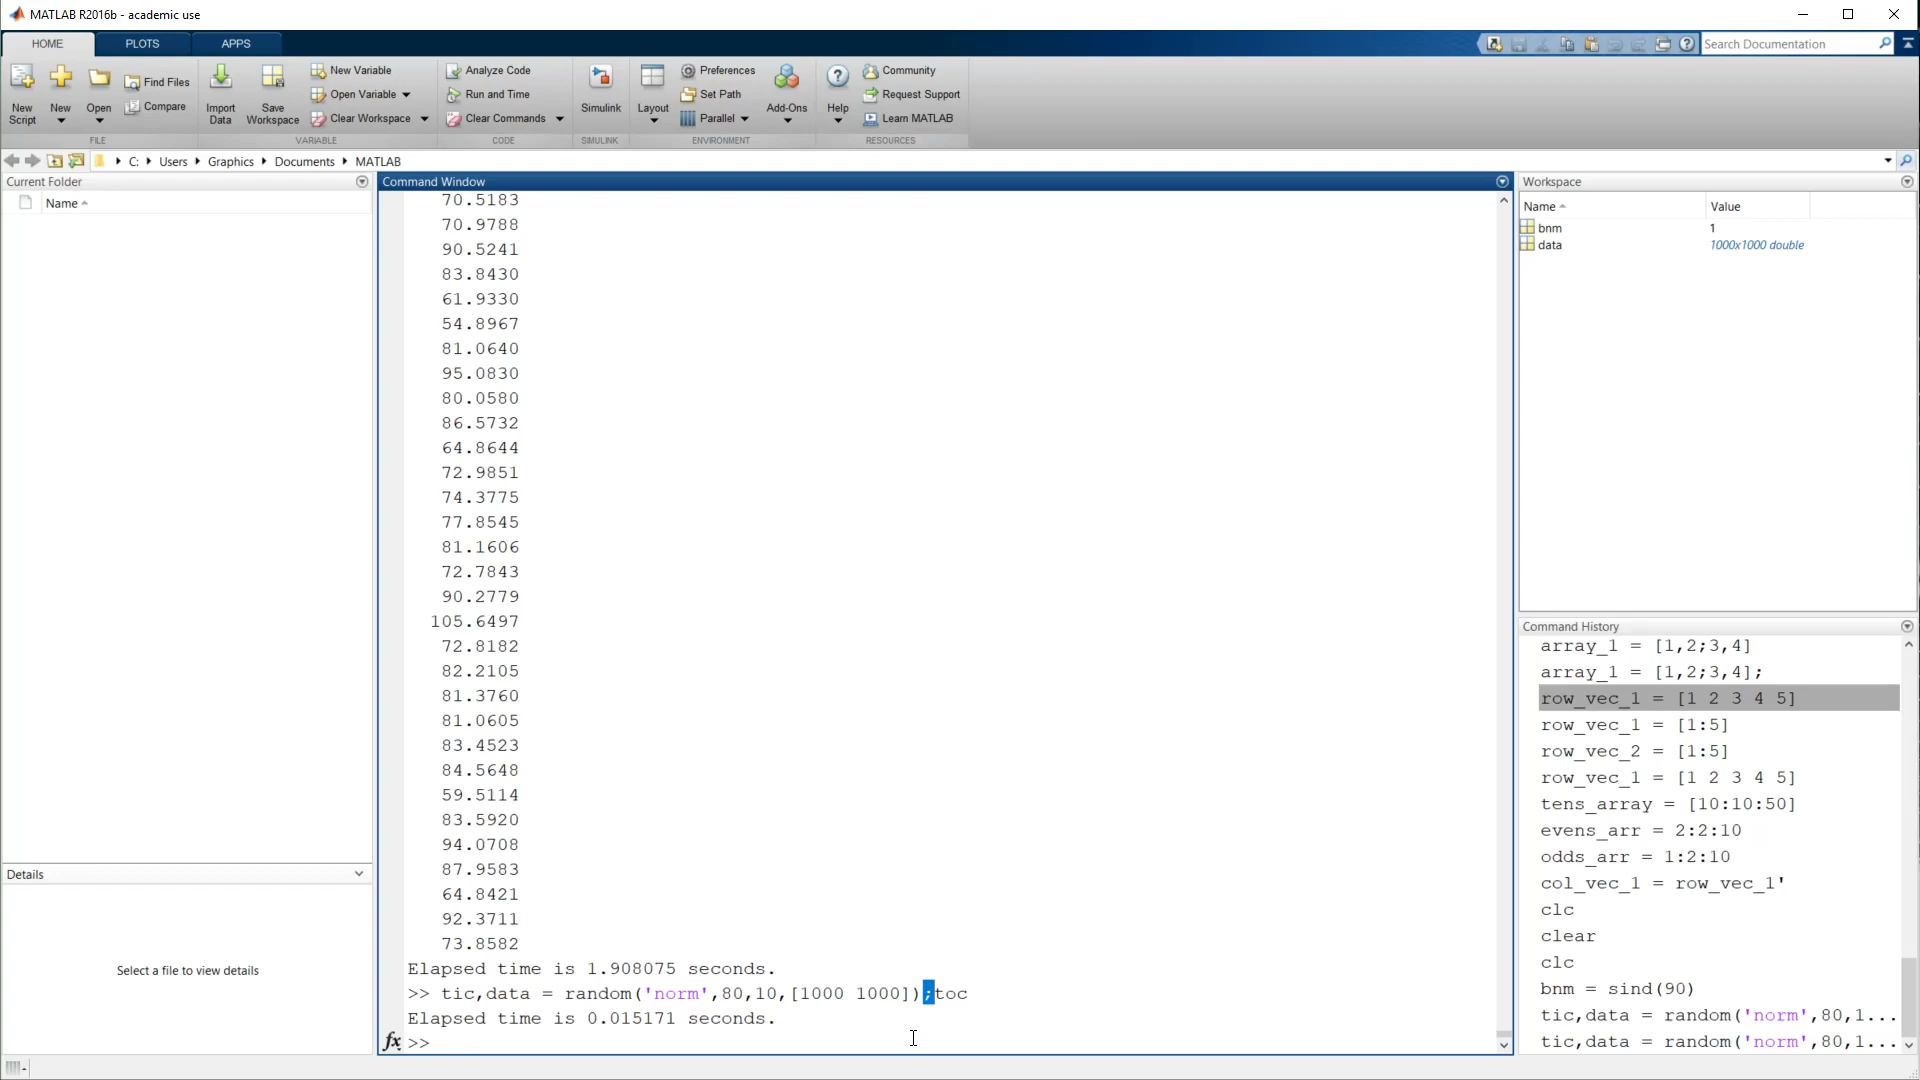 MATLAB R2016b - academic use
HOME PLOTS APPS
Search Documentation
New Script
New
Open
Find Files
Compare
FILE
Import Data
Save Workspace
New Variable
Open Variable
Clear Workspace
VARIABLE
Analyze Code
Run and Time
Clear Commands
CODE
Simulink
SIMULINK
Layout
Preferences
Set Path
Parallel
Add-Ons
ENVIRONMENT
Help
Community
Request Support
Learn MATLAB
RESOURCES
C: Users Graphics Documents MATLAB
Current Folder
Name
Details
Select a file to view details
Command Window
70.5183
70.9788
90.5241
83.8430
61.9330
54.8967
81.0640
95.0830
80.0580
86.5732
64.8644
72.9851
74.3775
77.8545
81.1606
72.7843
90.2779
105.6497
72.8182
82.2105
81.3760
81.0605
83.4523
84.5648
59.5114
83.5920
94.0708
87.9583
64.8421
92.3711
73.8582
Elapsed time is 1.908075 seconds.
>> tic,data = random('norm',80,10,[1000 1000]);toc
Elapsed time is 0.015171 seconds.
fx >>
Workspace
Name Value
bnm 1
data 1000x1000 double
Command History
array_1 = [1,2;3,4]
array_1 = [1,2;3,4];
row_vec_1 = [1 2 3 4 5]
row_vec_1 = [1:5]
row_vec_2 = [1:5]
row_vec_1 = [1 2 3 4 5]
tens_array = [10:10:50]
evens_arr = 2:2:10
odds_arr = 1:2:10
col_vec_1 = row_vec_1'
clc
clear
clc
bnm = sind(90)
tic,data = random('norm',80,1...
tic,data = random('norm',80,1...